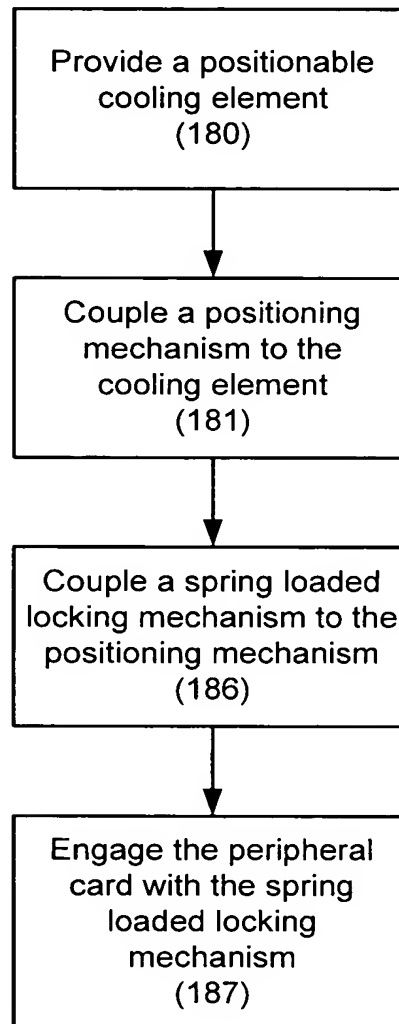 Provide a positionable
cooling element
(180)
Couple a positioning
mechanism to the
cooling element
(181)
Couple a spring loaded
locking mechanism to the
positioning mechanism
(186)
Engage the peripheral
card with the spring
loaded locking
mechanism
(187)